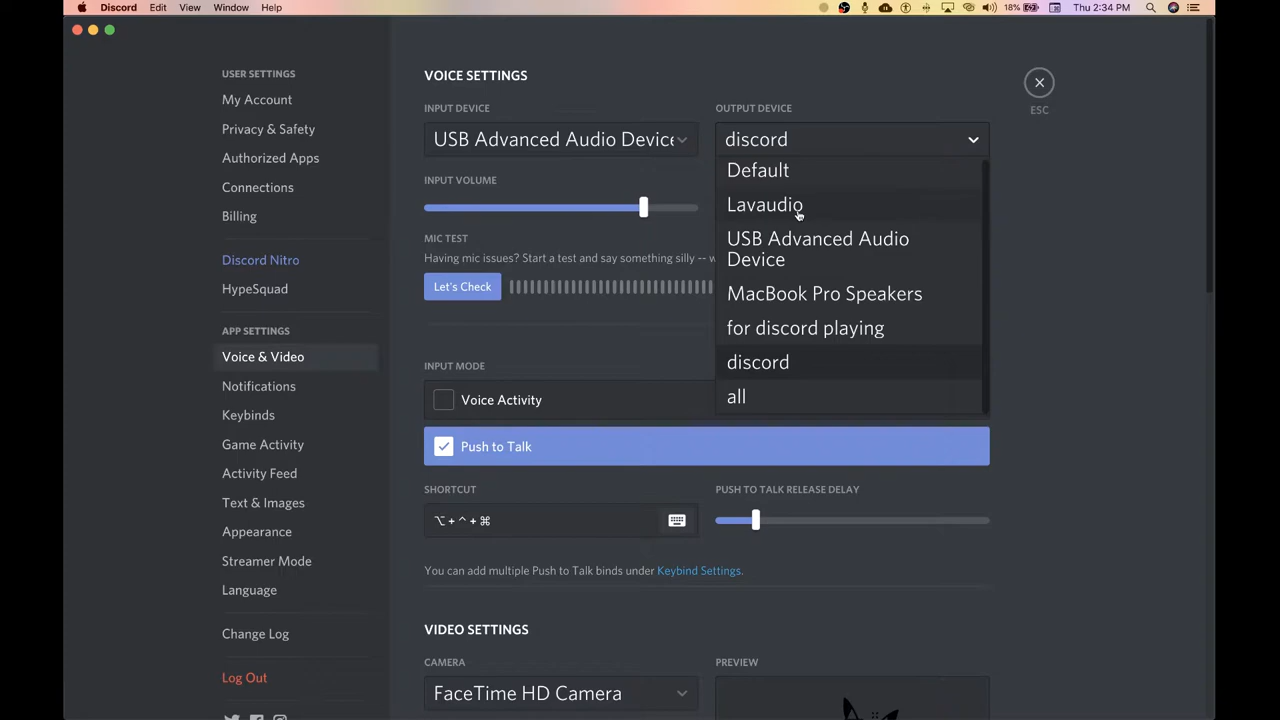 Discord Edit View Window Help 18% Thu 2:34 PM
USER SETTINGS
My Account
Privacy & Safety
Authorized Apps
Connections
Billing
Discord Nitro
HypeSquad
APP SETTINGS
Voice & Video
Notifications
Keybinds
Game Activity
Activity Feed
Text & Images
Appearance
Streamer Mode
Language
Change Log
Log Out
VOICE SETTINGS
INPUT DEVICE
USB Advanced Audio Device
INPUT VOLUME
MIC TEST
Having mic issues? Start a test and say something silly -- w
Let's Check
OUTPUT DEVICE
discord
Default
Lavaudio
USB Advanced Audio
Device
MacBook Pro Speakers
for discord playing
discord
all
ESC
INPUT MODE
Voice Activity
Push to Talk
SHORTCUT
⌥ + ^ + ⌘
PUSH TO TALK RELEASE DELAY
You can add multiple Push to Talk binds under Keybind Settings.
VIDEO SETTINGS
CAMERA
FaceTime HD Camera
PREVIEW